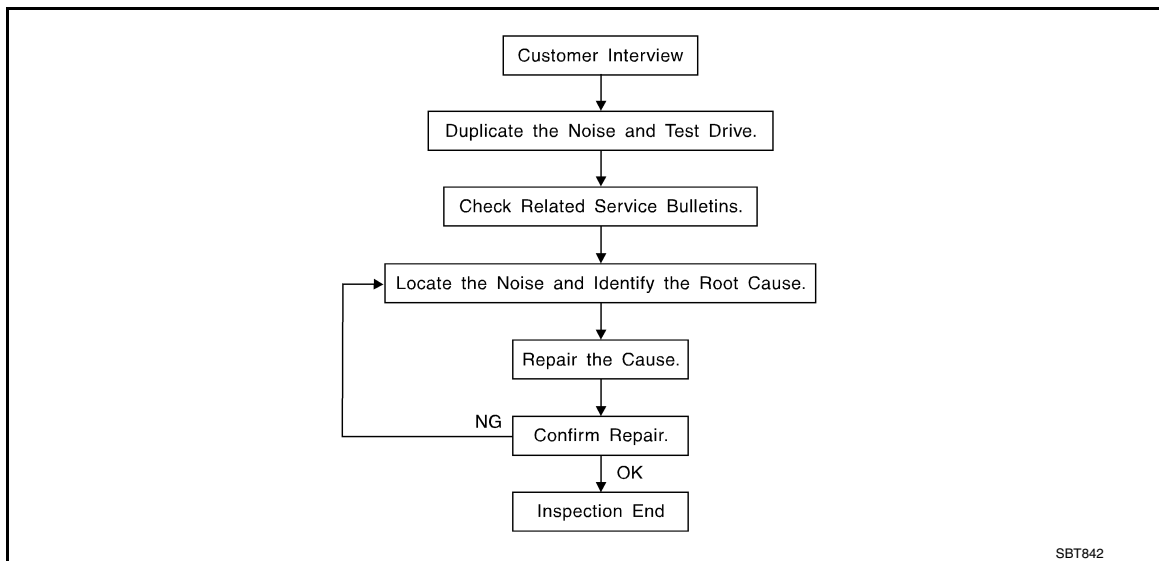 Customer Interview
Duplicate the Noise and Test Drive.
Check Related Service Bulletins.
Locate the Noise and Identify the Root Cause.
Repair the Cause.
NG
Confirm Repair.
OK
Inspection End
SBT842